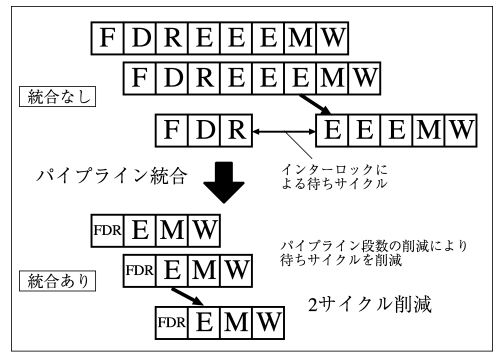 F D R E E E M W
F D R E E E M W
統合なし
F D R E E E M W
インターロックに
よる待ちサイクル
パイプライン統合
FDR E M W
FDR E M W
パイプライン段数の削減により
待ちサイクルを削減
統合あり
2サイクル削減
FDR E M W